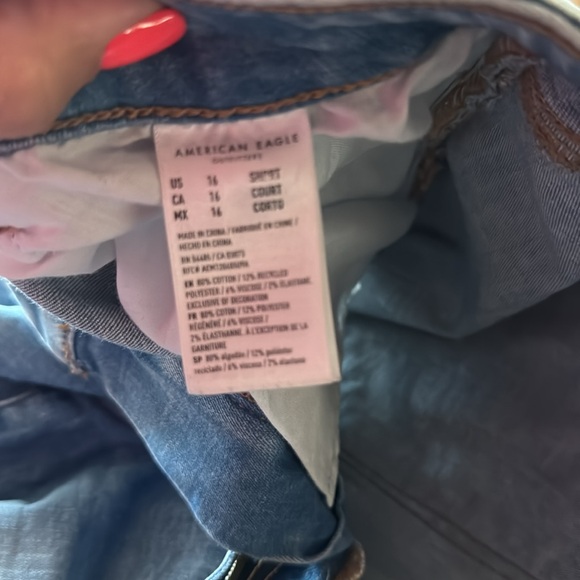 AMERICAN EAGLE
OUTFITTERS
US 16 SHORT
CA 16 COURT
MX 16 CORTO
MADE IN CHINA / FABRIQUÉ EN CHINE /
HECHO EN CHINA
EN 80% COTTON / 12% RECYCLED
POLYESTER / 6% VISCOSE / 2% ELASTANE,
EXCLUSIVE OF DECORATION
FR 80% COTON / 12% POLYESTER
RÉGÉNÉRÉ / 6% VISCOSE /
2% ÉLASTHANNE. À L'EXCEPTION DE LA
GARNITURE
SP 80% algodón / 12% poliéster
reciclado / 6% viscosa / 2% elastano